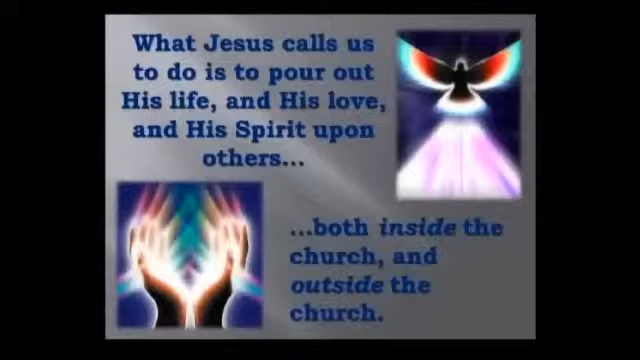 What Jesus calls us
to do is to pour out
His life, and His love,
and His Spirit upon
others...
...both inside the
church, and
outside the
church.